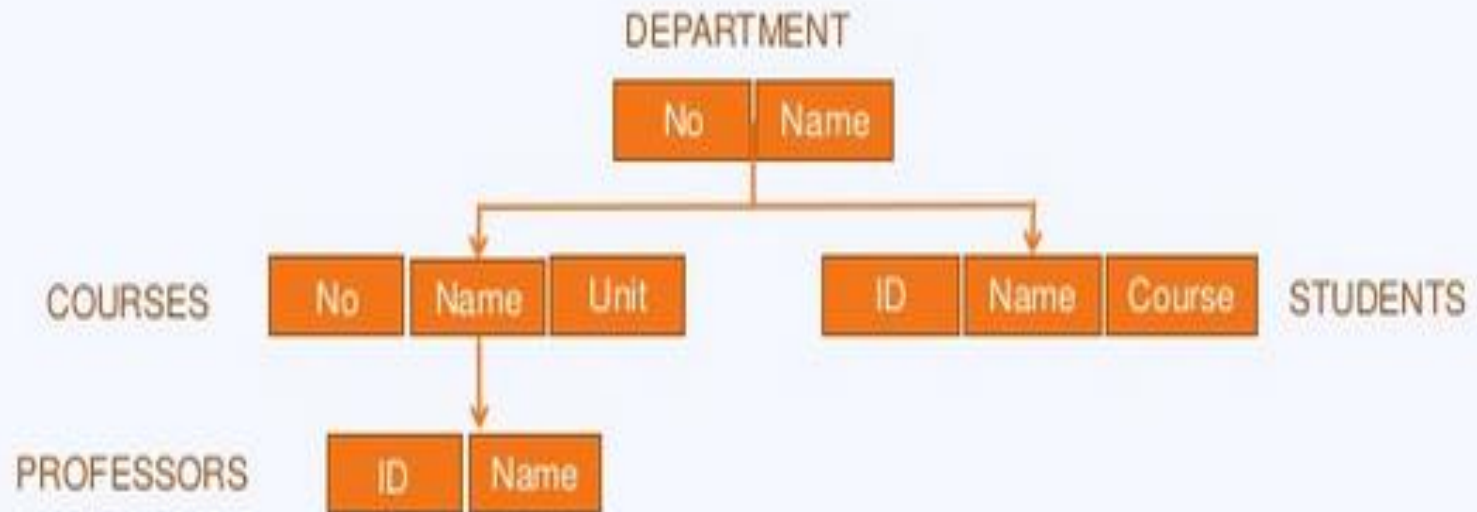 DEPARTMENT
No Name
COURSES No Name Unit ID Name Course STUDENTS
PROFESSORS ID Name